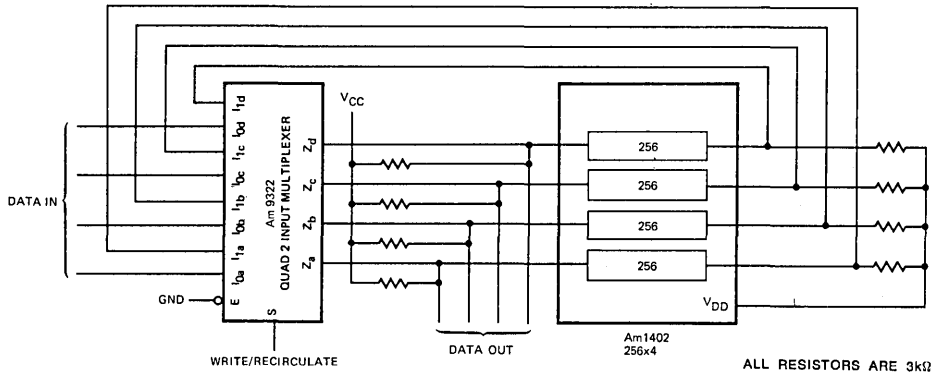 VCC
I1d
I0d
I1c
I0c
I1b
I0b
I1a
I0a
E
S
Am 9322
QUAD 2 INPUT MULTIPLEXER
Zd
Zc
Zb
Za
DATA IN
GND
WRITE/RECIRCULATE
DATA OUT
256
256
256
256
VDD
Am1402
256x4
ALL RESISTORS ARE 3kΩ